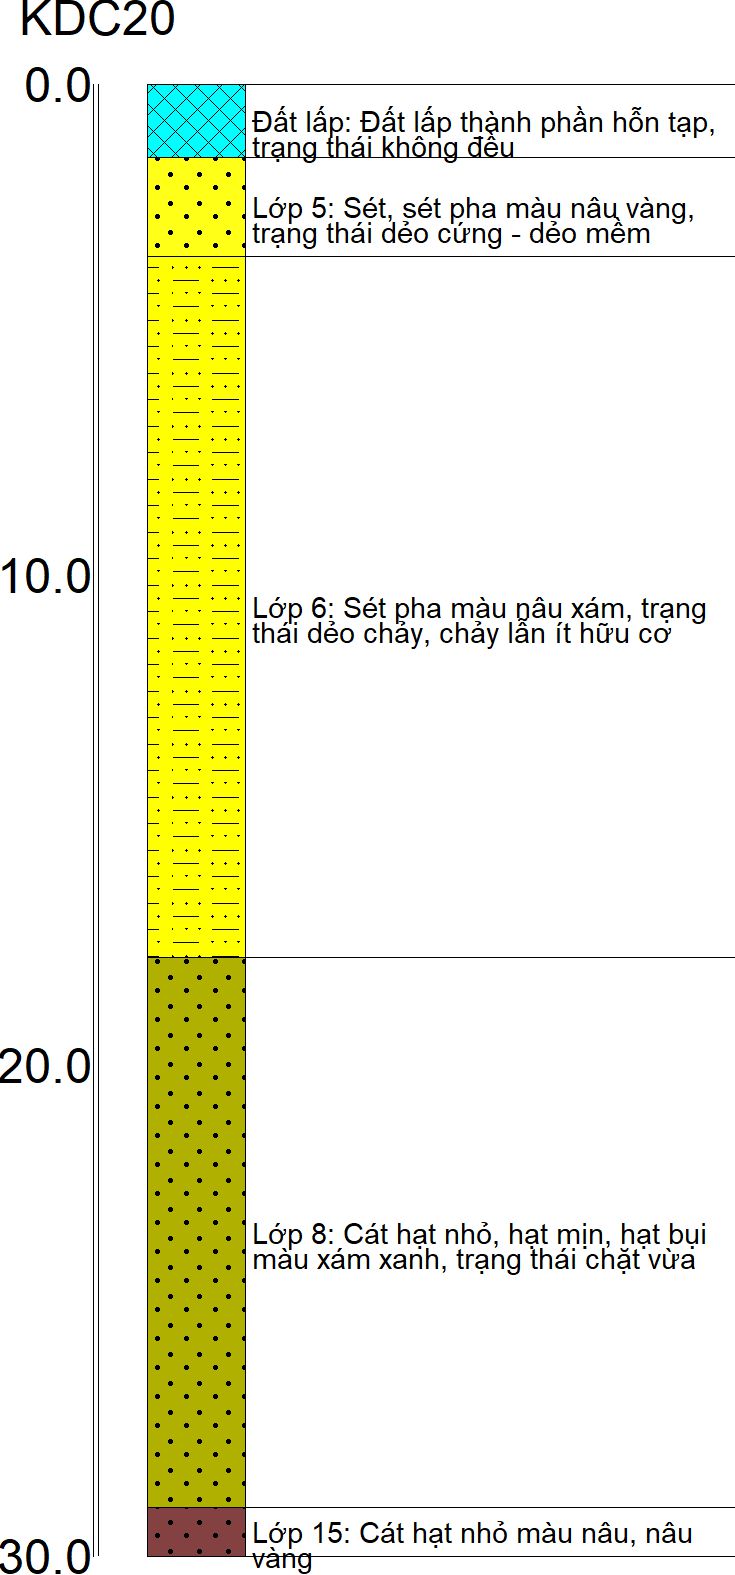 KDC20
0.0
Đất lấp: Đất lấp thành phần hỗn tạp,
trạng thái không đều
Lớp 5: Sét, sét pha màu nâu vàng,
trạng thái dẻo cứng - dẻo mềm
10.0
Lớp 6: Sét pha màu nâu xám, trạng
thái dẻo chảy, chảy lẫn ít hữu cơ
20.0
Lớp 8: Cát hạt nhỏ, hạt mịn, hạt bụi
màu xám xanh, trạng thái chặt vừa
Lớp 15: Cát hạt nhỏ màu nâu, nâu
vàng
30.0